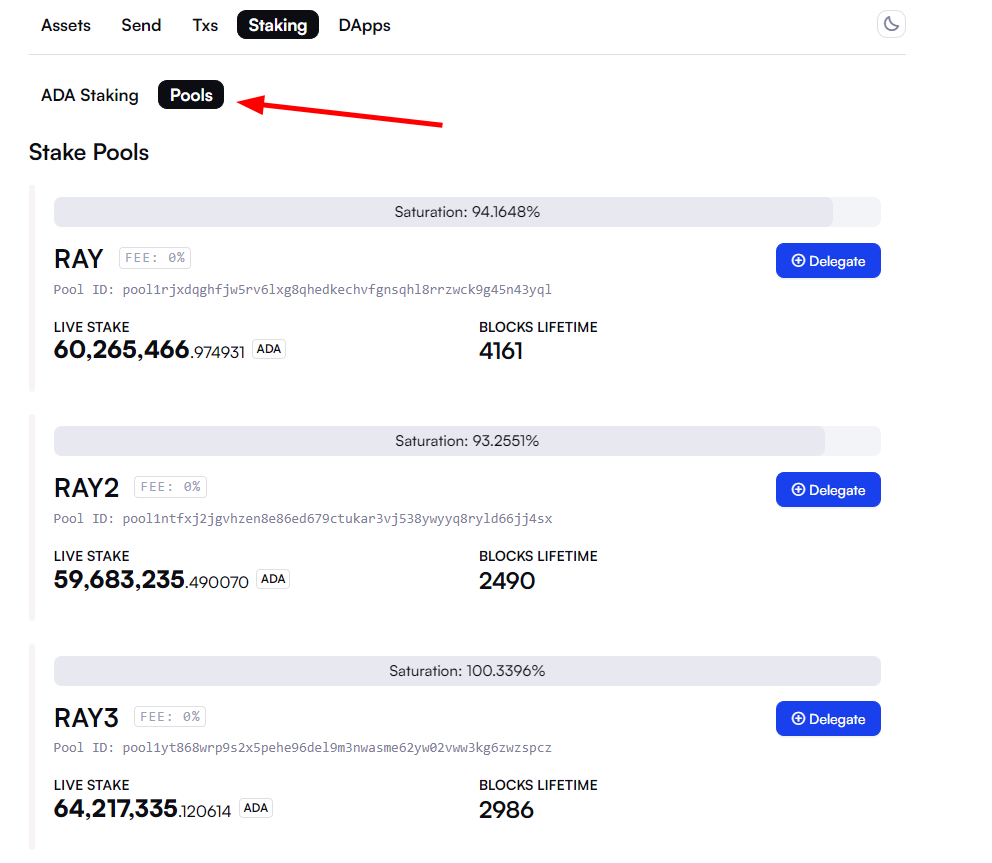 Assets Send Txs Staking DApps
ADA Staking Pools
Stake Pools
Saturation: 94.1648%
RAY FEE: 0%
Delegate
Pool ID: pool1rjxdqghfjw5rv6lxg8qhedkechvfgnsqhl8rrzwck9g45n43yql
LIVE STAKE BLOCKS LIFETIME
60,265,466.974931 ADA 4161
Saturation: 93.2551%
RAY2 FEE: 0%
Delegate
Pool ID: pool1ntfxj2jgvhzen8e86ed679ctukar3vj538ywyyq8ryld66jj4sx
LIVE STAKE BLOCKS LIFETIME
59,683,235.490070 ADA 2490
Saturation: 100.3396%
RAY3 FEE: 0%
Delegate
Pool ID: pool1yt868wrp9s2x5pehe96del9m3nwasme62yw02vww3kg6zwzspcz
LIVE STAKE BLOCKS LIFETIME
64,217,335.120614 ADA 2986